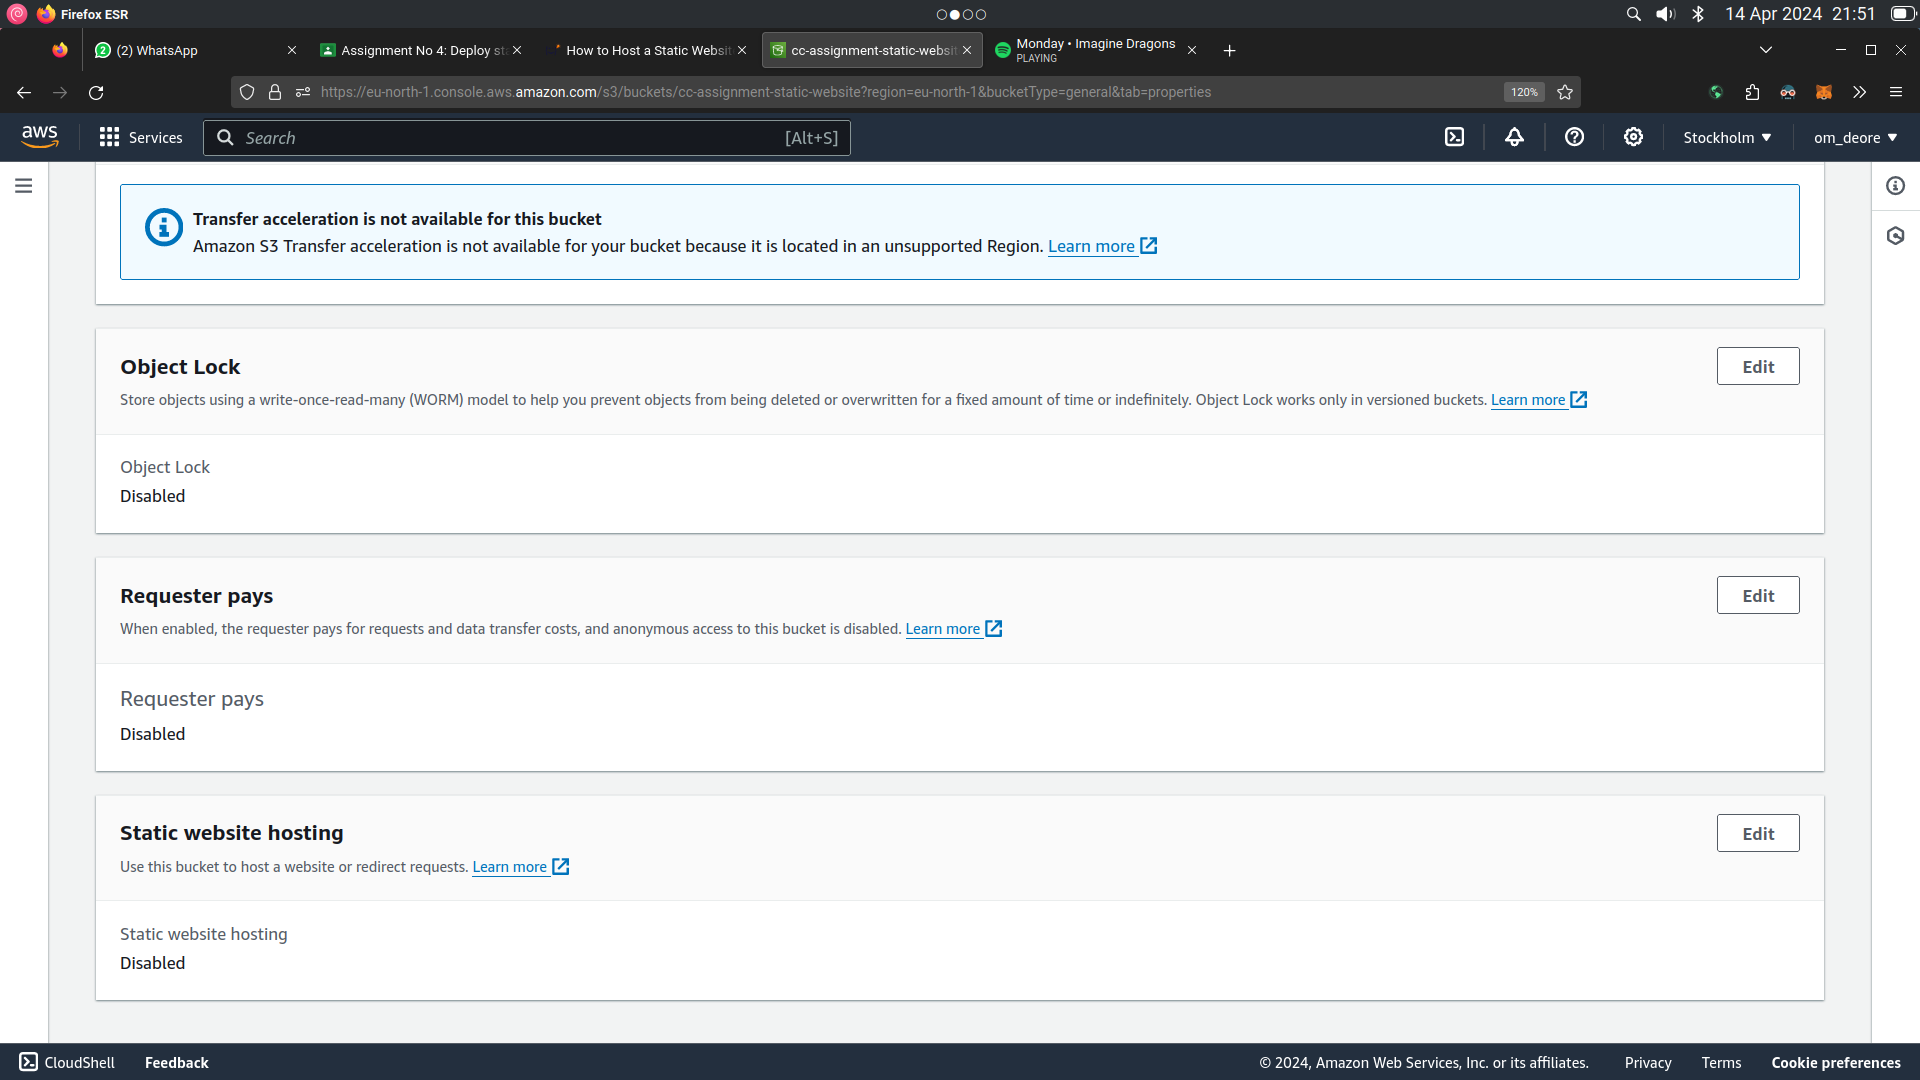 Firefox ESR
14 Apr 2024 21:51
2
(2) WhatsApp
Assignment No 4: Deploy st
How to Host a Static Websit
cc-assignment-static-websit
Monday • Imagine Dragons
PLAYING
https://eu-north-1.console.aws.amazon.com/s3/buckets/cc-assignment-static-website?region=eu-north-1&bucketType=general&tab=properties
120%
aws
Services
Search
[Alt+S]
Stockholm
om_deore
Transfer acceleration is not available for this bucket
Amazon S3 Transfer acceleration is not available for your bucket because it is located in an unsupported Region. Learn more
Object Lock
Edit
Store objects using a write-once-read-many (WORM) model to help you prevent objects from being deleted or overwritten for a fixed amount of time or indefinitely. Object Lock works only in versioned buckets. Learn more
Object Lock
Disabled
Requester pays
Edit
When enabled, the requester pays for requests and data transfer costs, and anonymous access to this bucket is disabled. Learn more
Requester pays
Disabled
Static website hosting
Edit
Use this bucket to host a website or redirect requests. Learn more
Static website hosting
Disabled
CloudShell
Feedback
© 2024, Amazon Web Services, Inc. or its affiliates.
Privacy
Terms
Cookie preferences